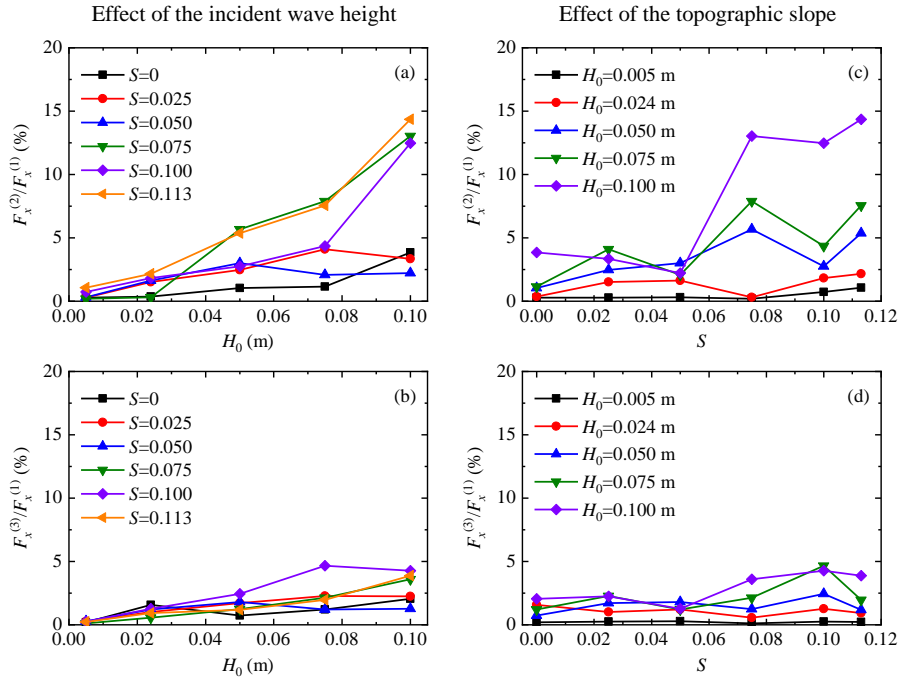 Effect of the incident wave height
Effect of the topographic slope
(a)
S=0
S=0.025
S=0.050
S=0.075
S=0.100
S=0.113
20
15
10
5
0
Fx(2)/Fx(1) (%)
0.00 0.02 0.04 0.06 0.08 0.10
H0 (m)
(c)
H0=0.005 m
H0=0.024 m
H0=0.050 m
H0=0.075 m
H0=0.100 m
20
15
10
5
0
Fx(2)/Fx(1) (%)
0.00 0.02 0.04 0.06 0.08 0.10 0.12
S
(b)
S=0
S=0.025
S=0.050
S=0.075
S=0.100
S=0.113
20
15
10
5
0
Fx(3)/Fx(1) (%)
0.00 0.02 0.04 0.06 0.08 0.10
H0 (m)
(d)
H0=0.005 m
H0=0.024 m
H0=0.050 m
H0=0.075 m
H0=0.100 m
20
15
10
5
0
Fx(3)/Fx(1) (%)
0.00 0.02 0.04 0.06 0.08 0.10 0.12
S